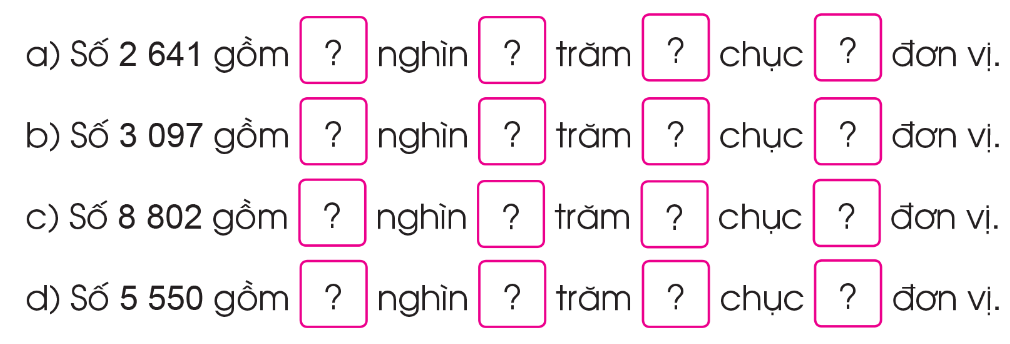 a) Số 2 641 gồm ? nghìn ? trăm ? chục ? đơn vị.
b) Số 3 097 gồm ? nghìn ? trăm ? chục ? đơn vị.
c) Số 8 802 gồm ? nghìn ? trăm ? chục ? đơn vị.
d) Số 5 550 gồm ? nghìn ? trăm ? chục ? đơn vị.